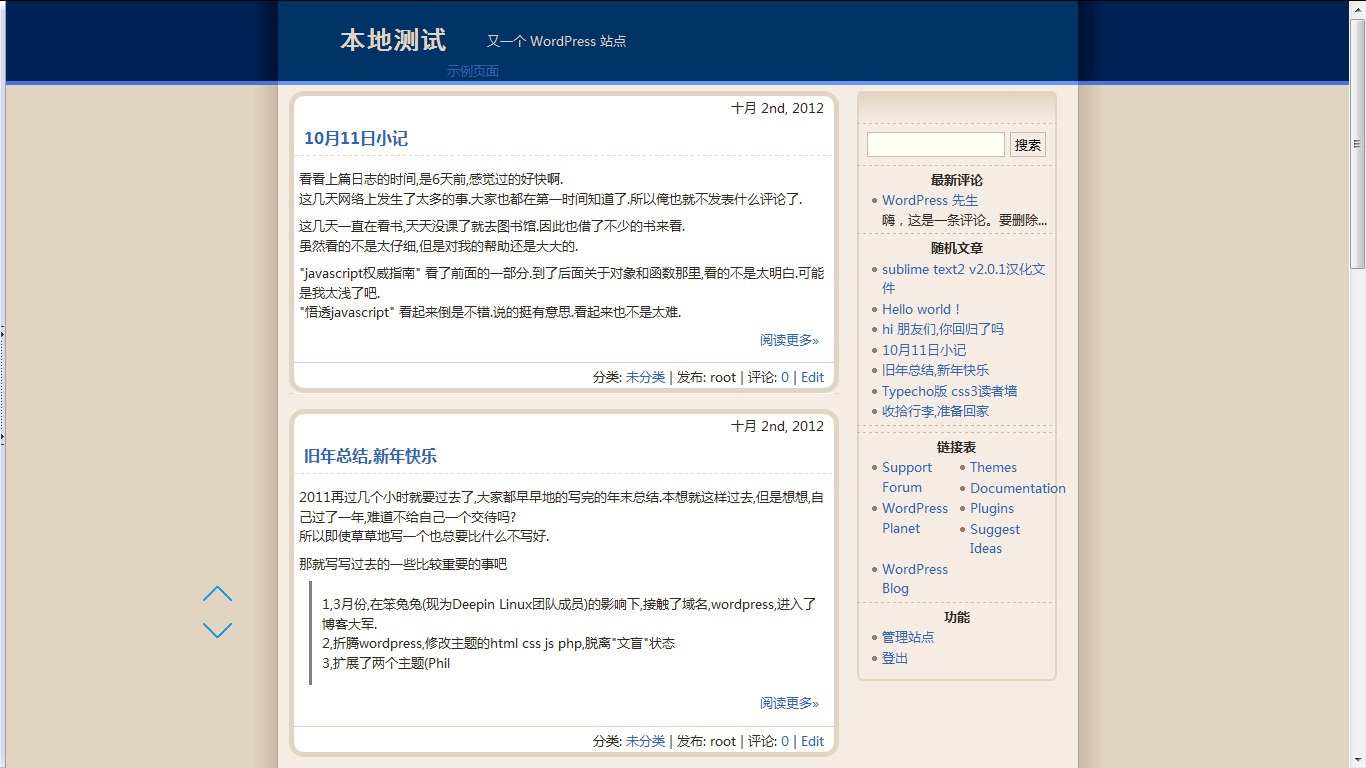 本地测试
又一个 WordPress 站点
示例页面
十月 2nd, 2012
10月11日小记
看看上篇日志的时间,是6天前,感觉过的好快啊.
这几天网络上发生了太多的事.大家也都在第一时间知道了.所以俺也就不发表什么评论了.
这几天一直在看书,天天没课了就去图书馆.因此也借了不少的书来看.
虽然看的不是太仔细,但是对我的帮助还是大大的.
"javascript权威指南" 看了前面的一部分.到了后面关于对象和函数那里,看的不是太明白.可能
是我太浅了吧.
"悟透javascript" 看起来倒是不错.说的挺有意思.看起来也不是太难.
阅读更多»
分类: 未分类 | 发布: root | 评论: 0 | Edit
十月 2nd, 2012
旧年总结,新年快乐
2011再过几个小时就要过去了,大家都早早地的写完的年末总结.本想就这样过去,但是想想,自
己过了一年,难道不给自己一个交待吗?
所以即使草草地写一个也总要比什么不写好.
那就写写过去的一些比较重要的事吧
1,3月份,在笨兔兔(现为Deepin Linux团队成员)的影响下,接触了域名,wordpress,进入了
博客大军.
2,折腾wordpress,修改主题的html css js php,脱离"文盲"状态
3,扩展了两个主题(Phil
阅读更多»
分类: 未分类 | 发布: root | 评论: 0 | Edit
搜索
最新评论
WordPress 先生
嗨，这是一条评论。要删除...
随机文章
sublime text2 v2.0.1汉化文
件
Hello world！
hi 朋友们,你回归了吗
10月11日小记
旧年总结,新年快乐
Typecho版 css3读者墙
收拾行李,准备回家
链接表
Support
Forum
Themes
Documentation
WordPress
Planet
Plugins
Suggest
Ideas
WordPress
Blog
功能
管理站点
登出